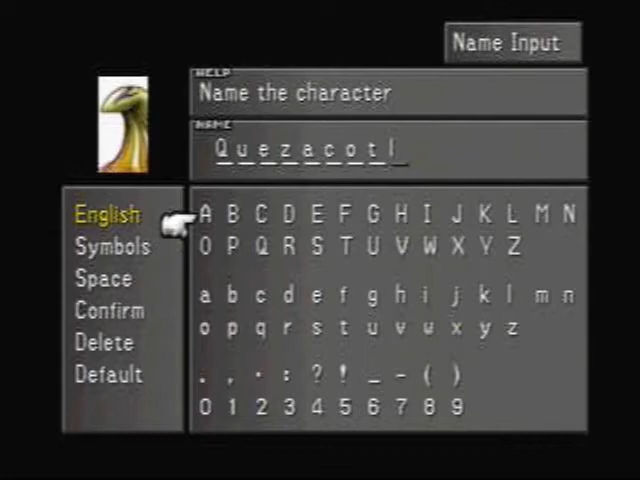 Name Input
HELP
Name the character
NAME
Quezacotl_
English
Symbols
Space
Confirm
Delete
Default
A B C D E F G H I J K L M N
O P Q R S T U V W X Y Z
a b c d e f g h i j k l m n
o p q r s t u v w x y z
. , · : ? ! _ - ( )
0 1 2 3 4 5 6 7 8 9